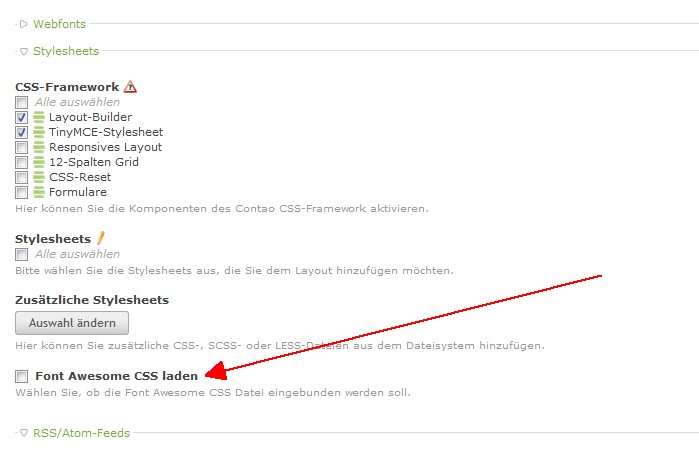 Webfonts
Stylesheets
CSS-Framework
Alle auswählen
Layout-Builder
TinyMCE-Stylesheet
Responsives Layout
12-Spalten Grid
CSS-Reset
Formulare
Hier können Sie die Komponenten des Contao CSS-Framework aktivieren.
Stylesheets
Alle auswählen
Bitte wählen Sie die Stylesheets aus, die Sie dem Layout hinzufügen möchten.
Zusätzliche Stylesheets
Auswahl ändern
Hier können Sie zusätzliche CSS-, SCSS- oder LESS-Dateien aus dem Dateisystem hinzufügen.
Font Awesome CSS laden
Wählen Sie, ob die Font Awesome CSS Datei eingebunden werden soll.
RSS/Atom-Feeds